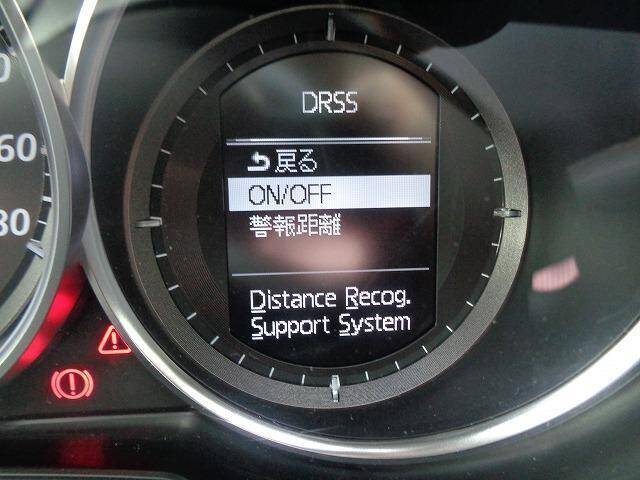 DRSS
戻る
ON/OFF
警報距離
Distance Recog.
Support System
60
80